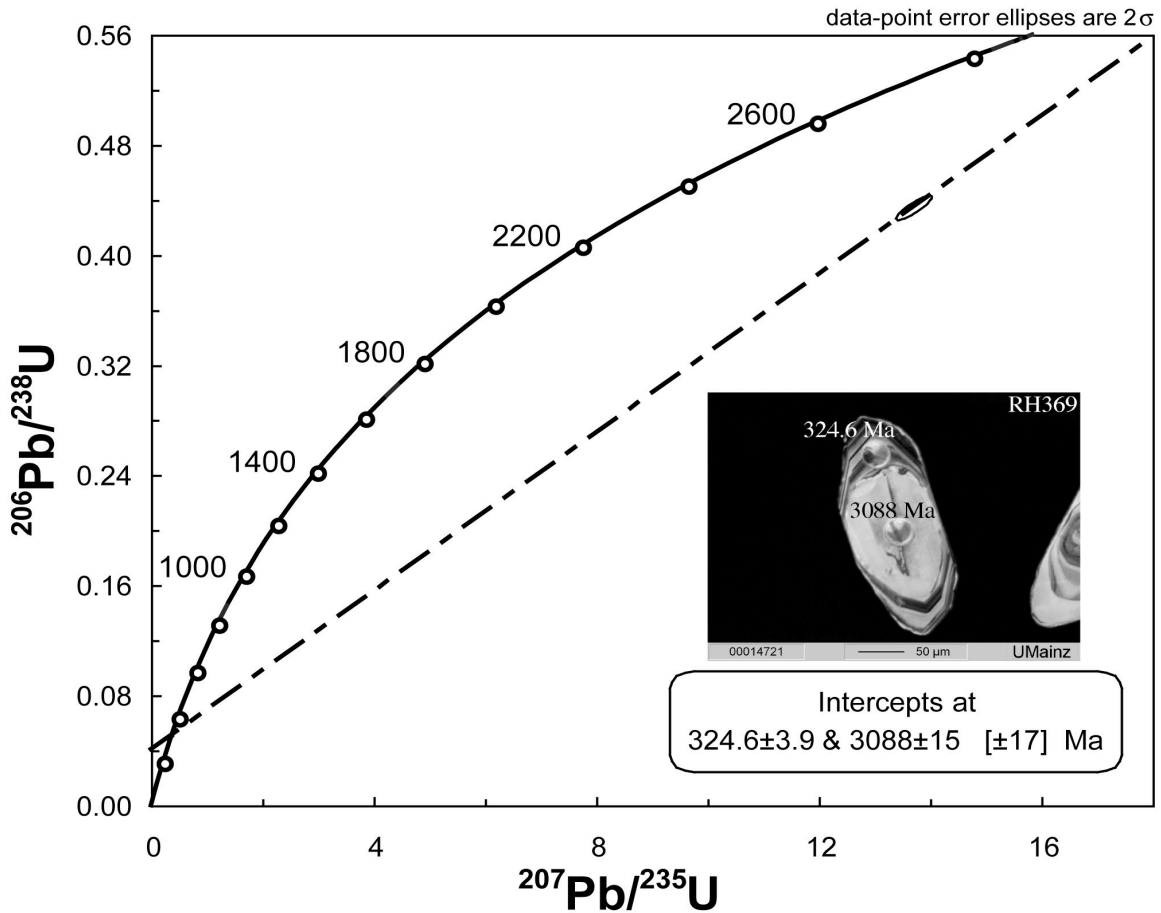 data-point error ellipses are 2σ
0.56
0.48
0.40
0.32
0.24
0.16
0.08
0.00
2600
2200
1800
1400
1000
²⁰⁶Pb/²³⁸U
RH369
324.6 Ma
3088 Ma
00014721 50 µm UMainz
Intercepts at
324.6±3.9 & 3088±15 [±17] Ma
0 4 8 12 16
²⁰⁷Pb/²³⁵U